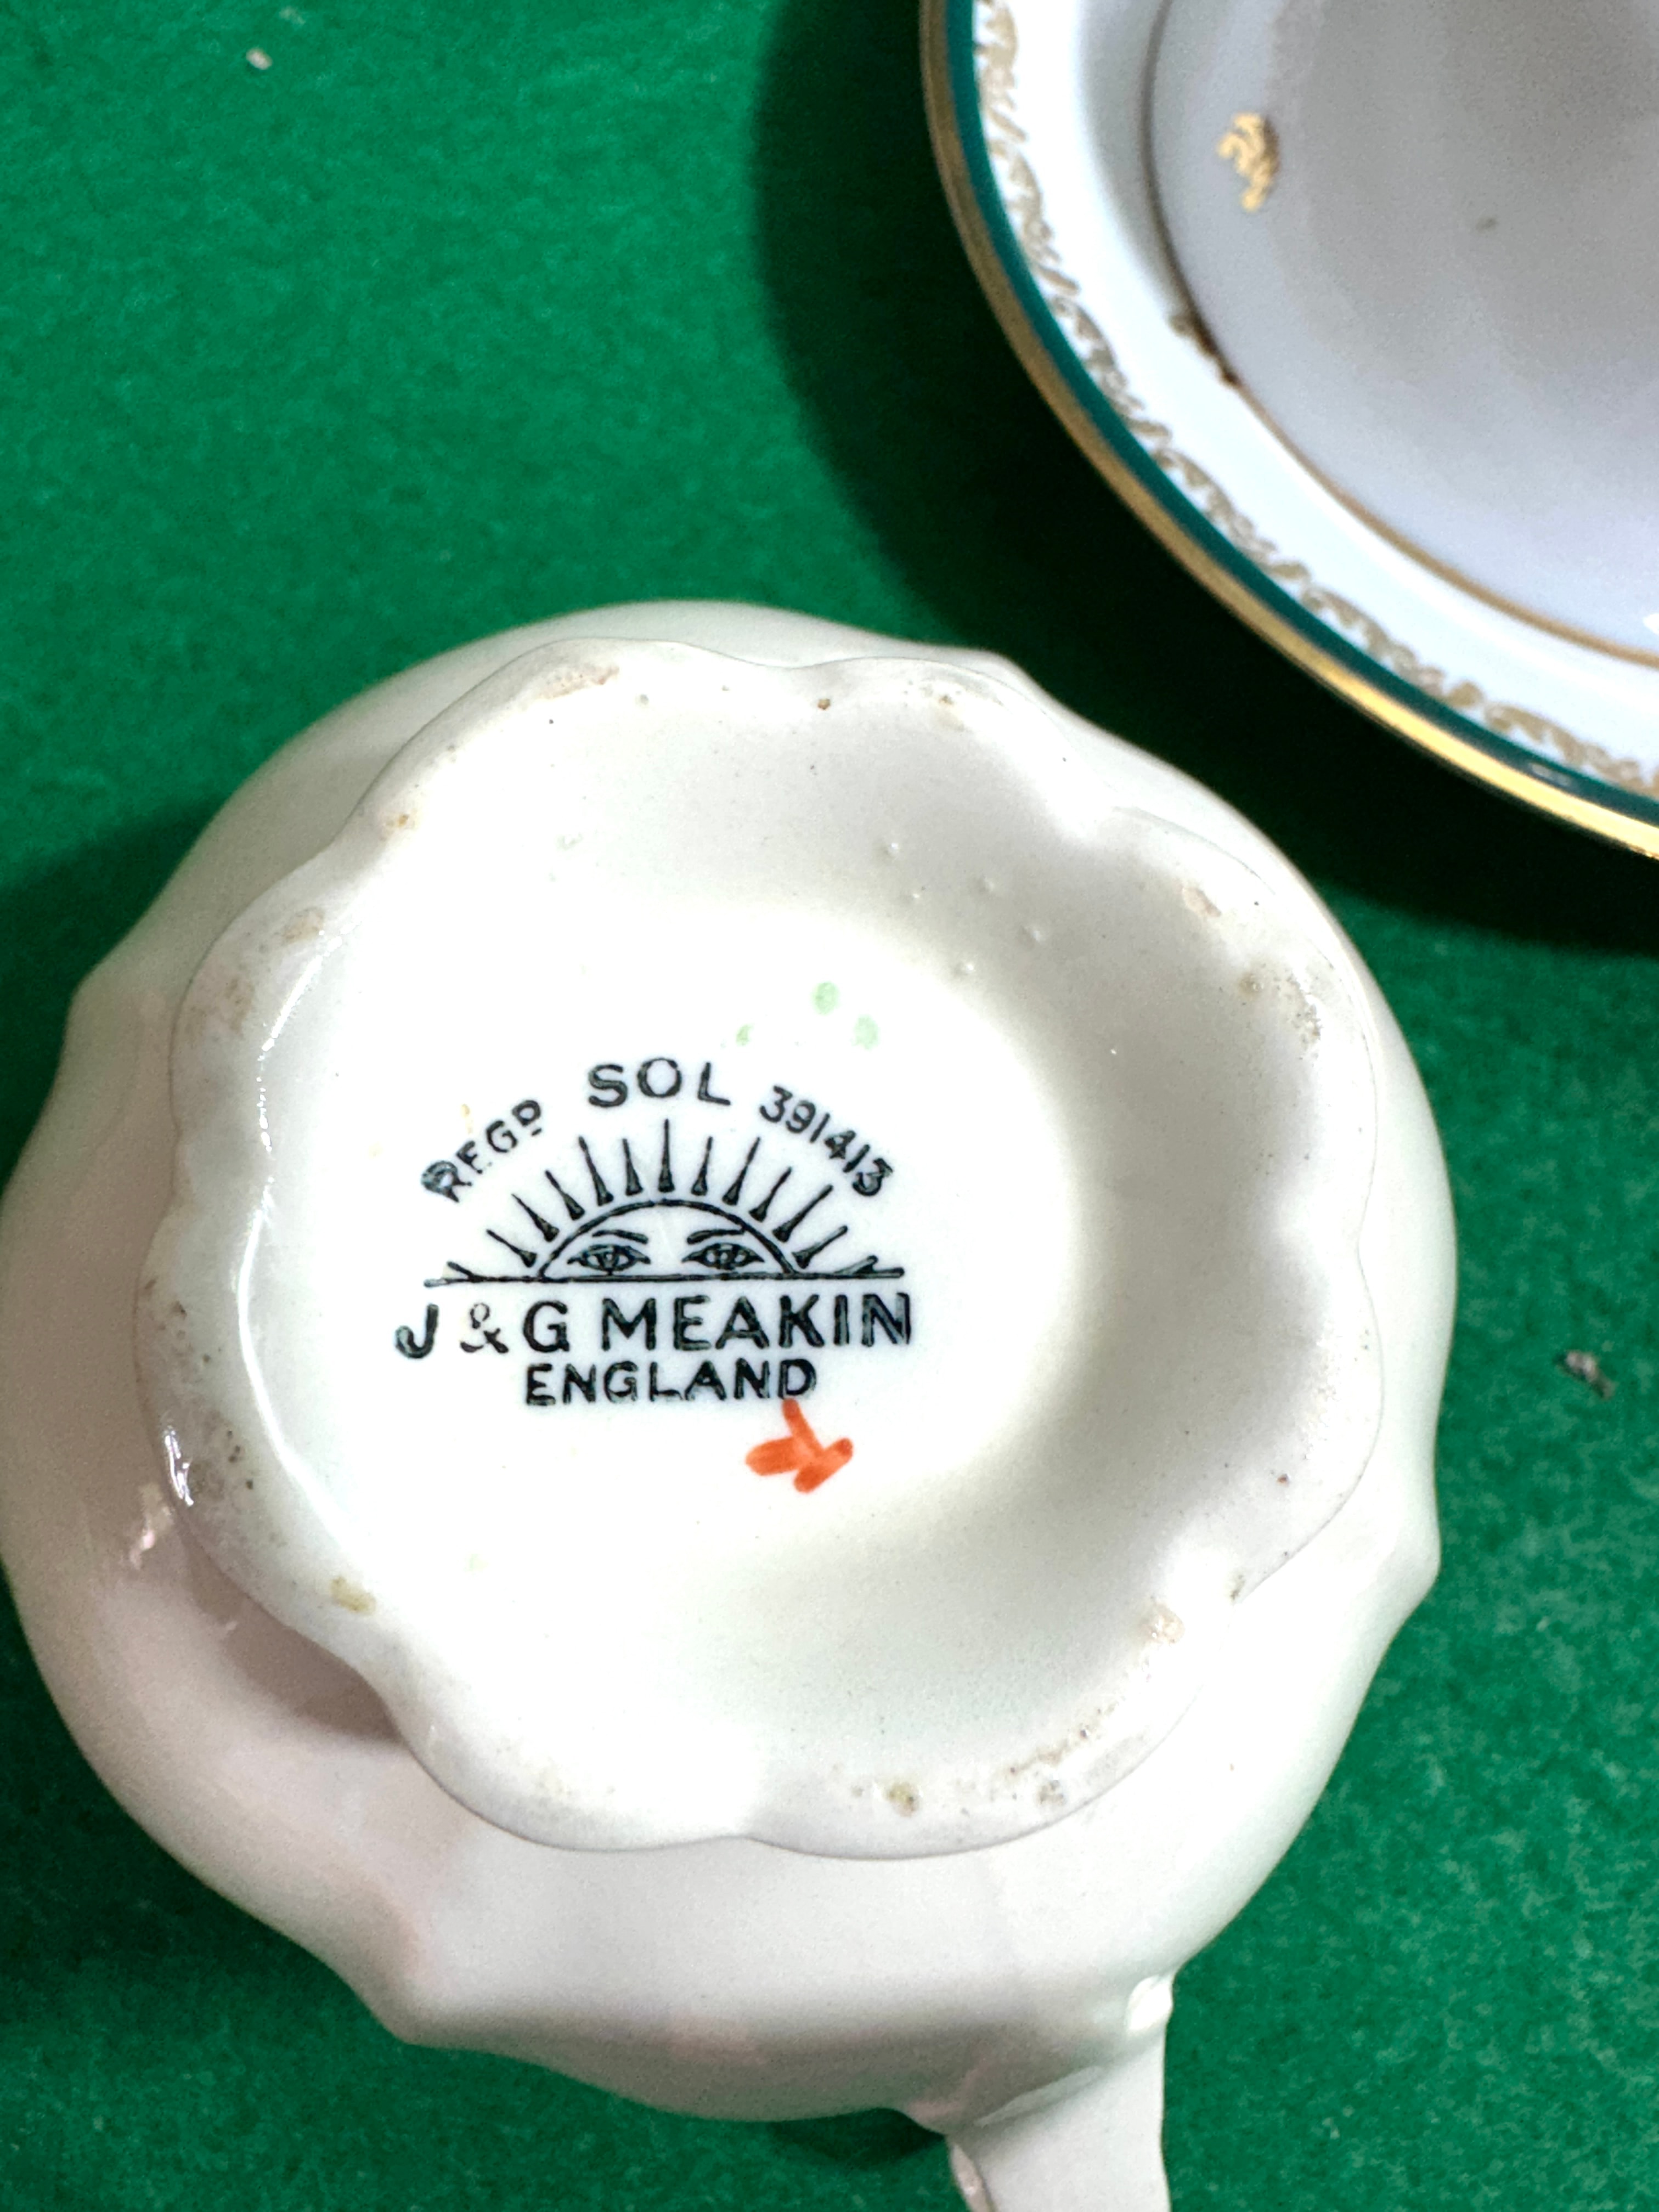 REGD SOL 391413
J & G MEAKIN
ENGLAND